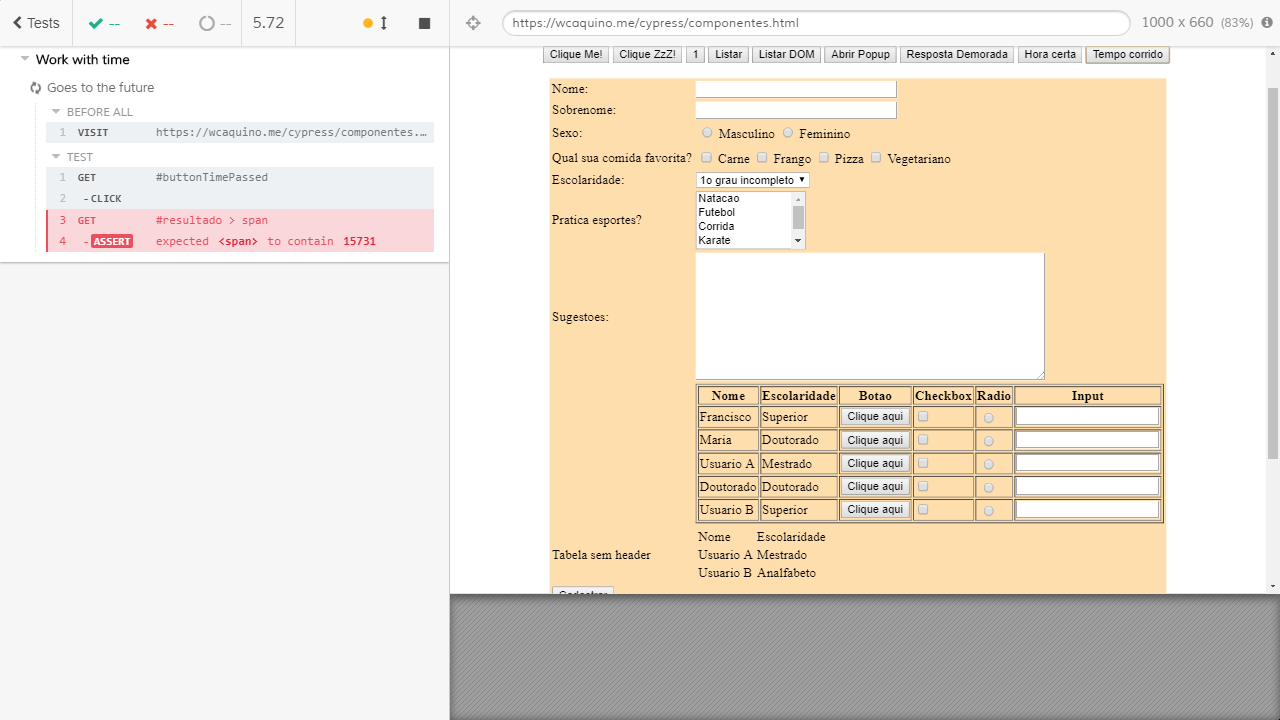 Tests -- -- -- 5.72
https://wcaquino.me/cypress/componentes.html 1000 x 660 (83%)
Work with time
Goes to the future
BEFORE ALL
1 VISIT https://wcaquino.me/cypress/componentes.…
TEST
1 GET #buttonTimePassed
2 -CLICK
3 GET #resultado > span
4 -ASSERT expected <span> to contain 15731
Clique Me! Clique ZzZ! 1 Listar Listar DOM Abrir Popup Resposta Demorada Hora certa Tempo corrido
Nome:
Sobrenome:
Sexo: Masculino Feminino
Qual sua comida favorita? Carne Frango Pizza Vegetariano
Escolaridade: 1o grau incompleto
Pratica esportes?
Natacao
Futebol
Corrida
Karate
Sugestoes:
Nome Escolaridade Botao Checkbox Radio Input
Francisco Superior Clique aqui
Maria Doutorado Clique aqui
Usuario A Mestrado Clique aqui
Doutorado Doutorado Clique aqui
Usuario B Superior Clique aqui
Tabela sem header
Nome Escolaridade
Usuario A Mestrado
Usuario B Analfabeto
Cadastrar